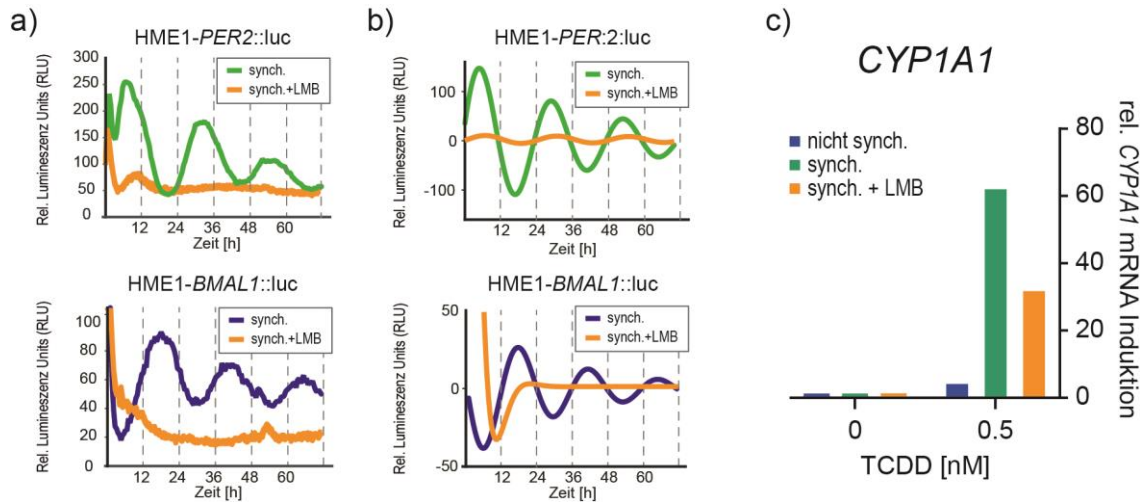 a)
HME1-PER2::luc
Rel. Lumineszenz Units (RLU)
300
250
200
150
100
50
0
synch.
synch.+LMB
12 24 36 48 60
Zeit [h]
HME1-BMAL1::luc
Rel. Lumineszenz Units (RLU)
100
80
60
40
20
0
synch.
synch.+LMB
12 24 36 48 60
Zeit [h]
b)
HME1-PER:2:luc
Rel. Lumineszenz Units (RLU)
100
0
-100
synch.
synch.+LMB
12 24 36 48 60
Zeit [h]
HME1-BMAL1::luc
Rel. Lumineszenz Units (RLU)
50
0
-50
synch.
synch.+LMB
12 24 36 48 60
Zeit [h]
c)
CYP1A1
nicht synch.
synch.
synch. + LMB
80
60
40
20
0
rel. CYP1A1 mRNA Induktion
0 0.5
TCDD [nM]